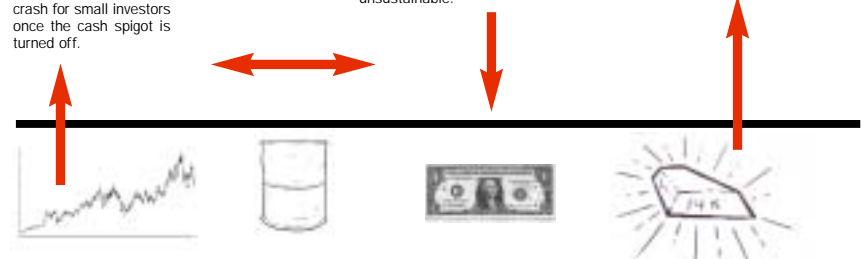 crash for small investors
once the cash spigot is
turned off.
unsustainable.
14 K